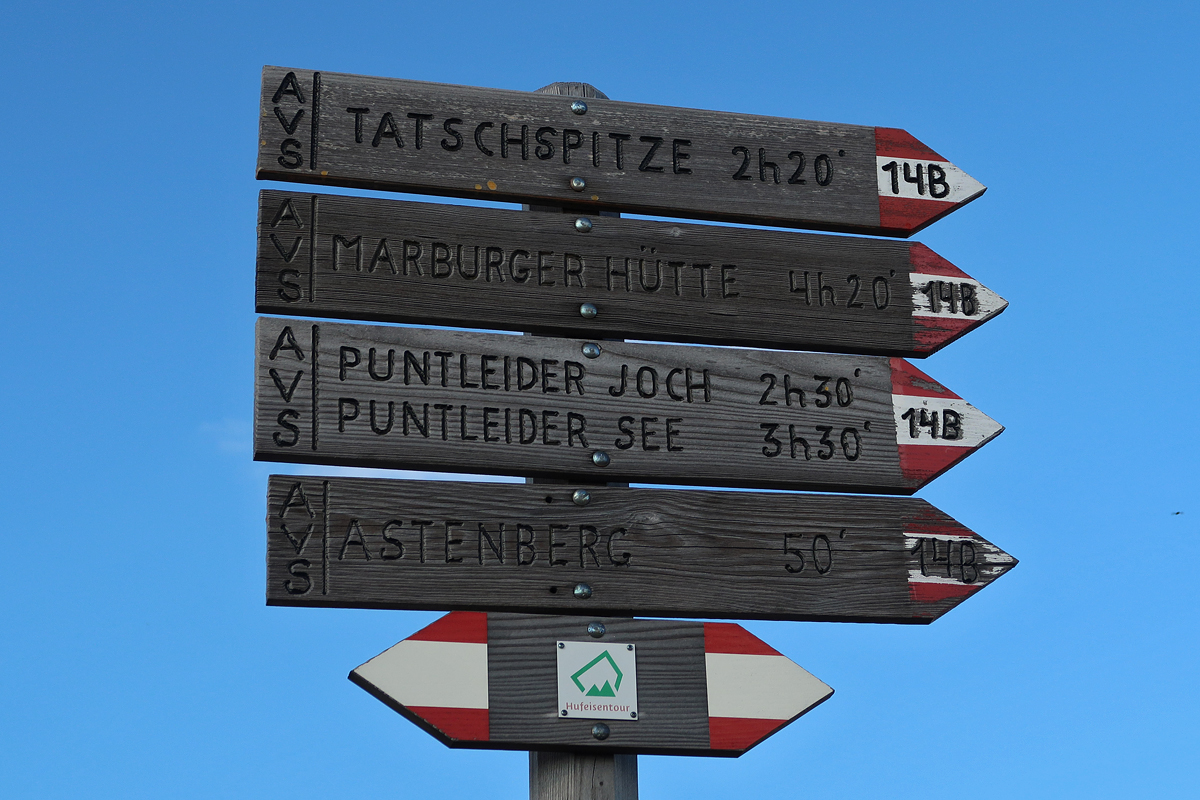 AVS TATSCHSPITZE 2h20' 14B
AVS MARBURGER HÜTTE 4h20' 14B
AVS PUNTLEIDER JOCH 2h30' 14B
PUNTLEIDER SEE 3h30'
AVS ASTENBERG 50' 14B
Hufeisentour